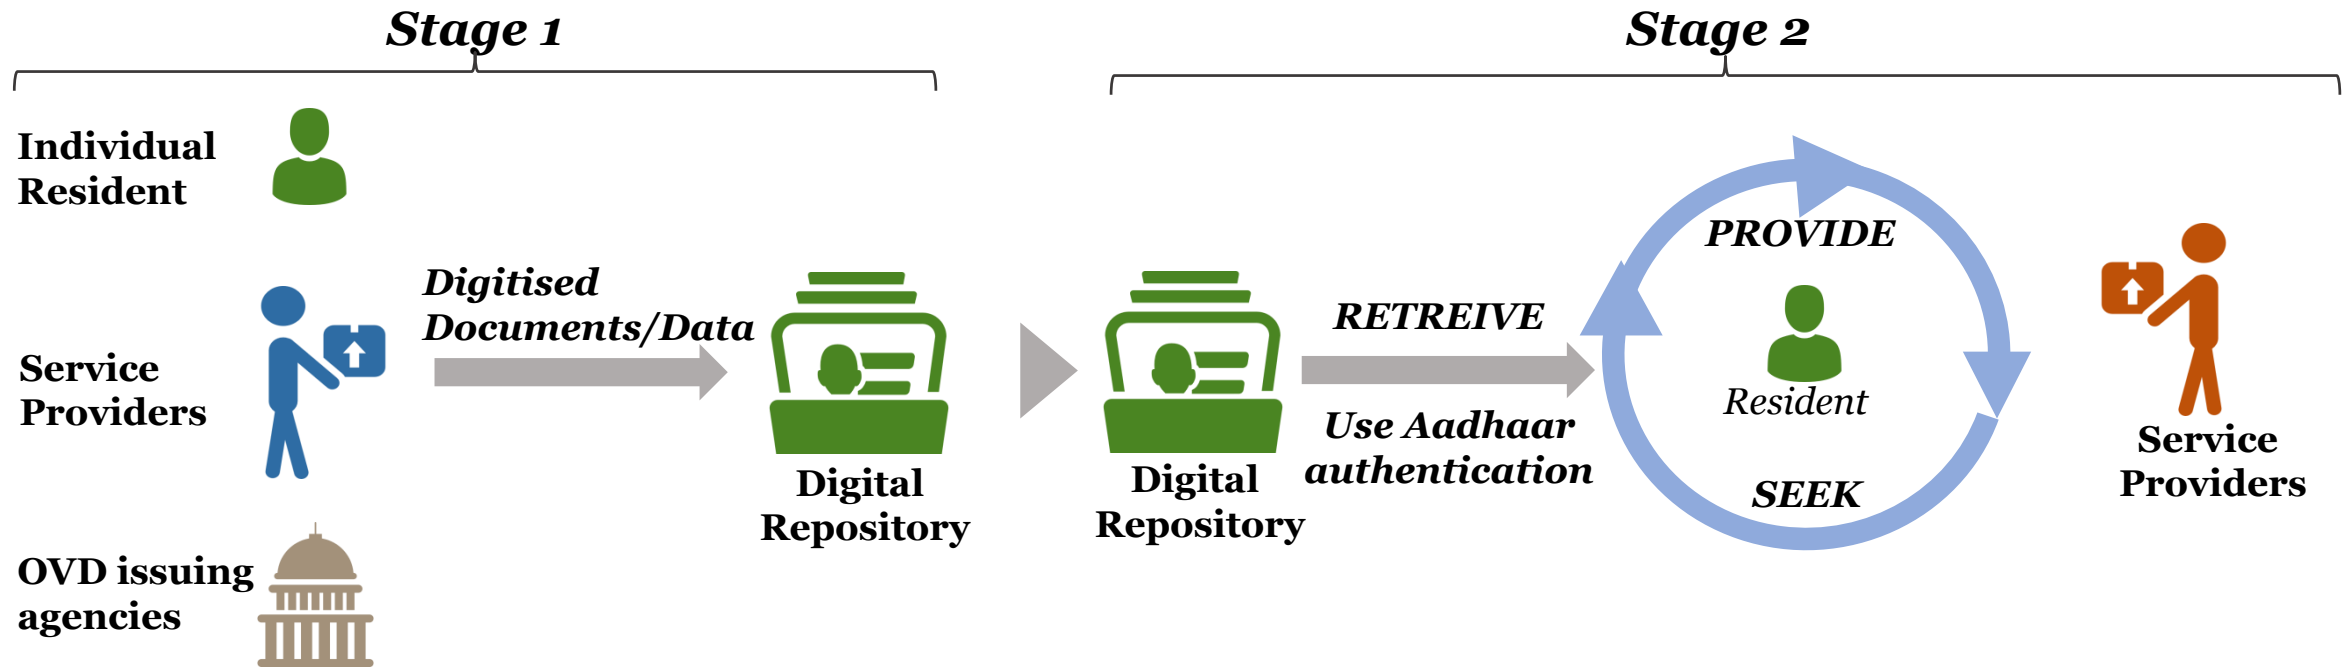 Stage 1
Individual
Resident
Service
Providers
OVD issuing
agencies
Digitised
Documents/Data
Digital
Repository
Stage 2
Digital
Repository
RETREIVE
Use Aadhaar
authentication
PROVIDE
Resident
SEEK
Service
Providers